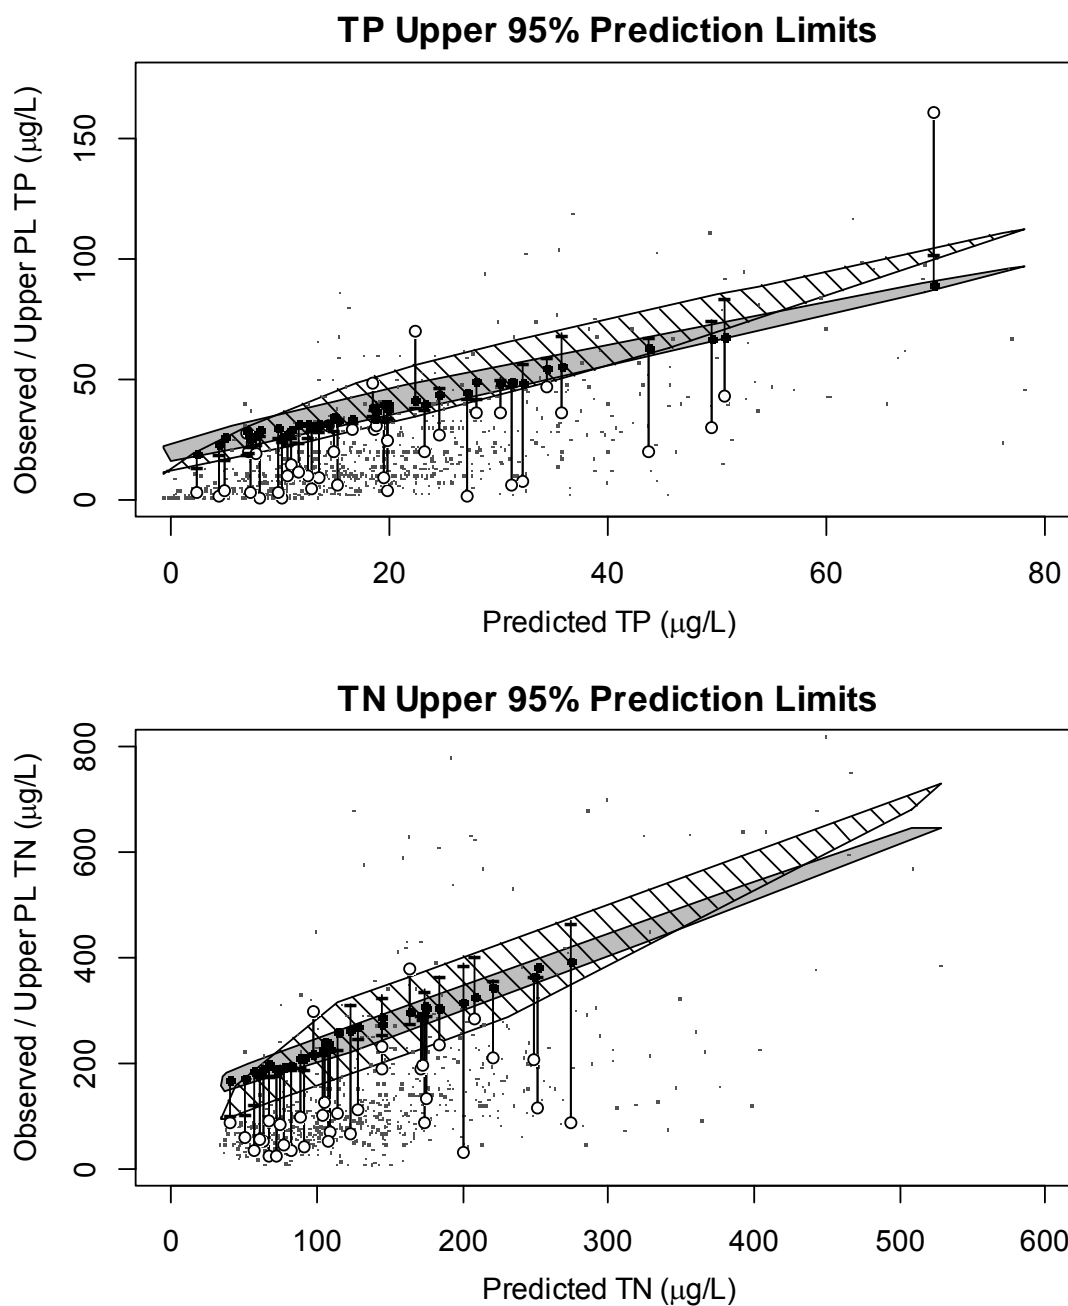 TP Upper 95% Prediction Limits
Observed / Upper PL TP (μg/L)
150
100
50
0
0 20 40 60 80
Predicted TP (μg/L)
TN Upper 95% Prediction Limits
Observed / Upper PL TN (μg/L)
800
600
400
200
0
0 100 200 300 400 500 600
Predicted TN (μg/L)